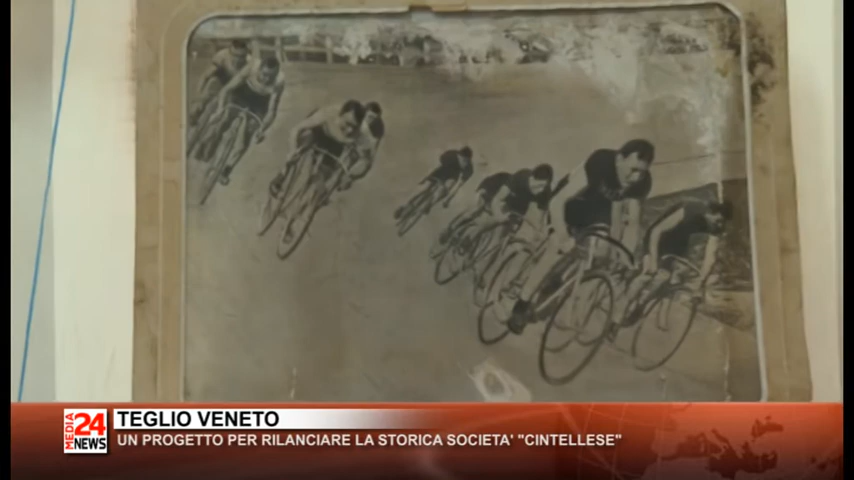 MEDIA 24 NEWS
TEGLIO VENETO
UN PROGETTO PER RILANCIARE LA STORICA SOCIETA' "CINTELLESE"